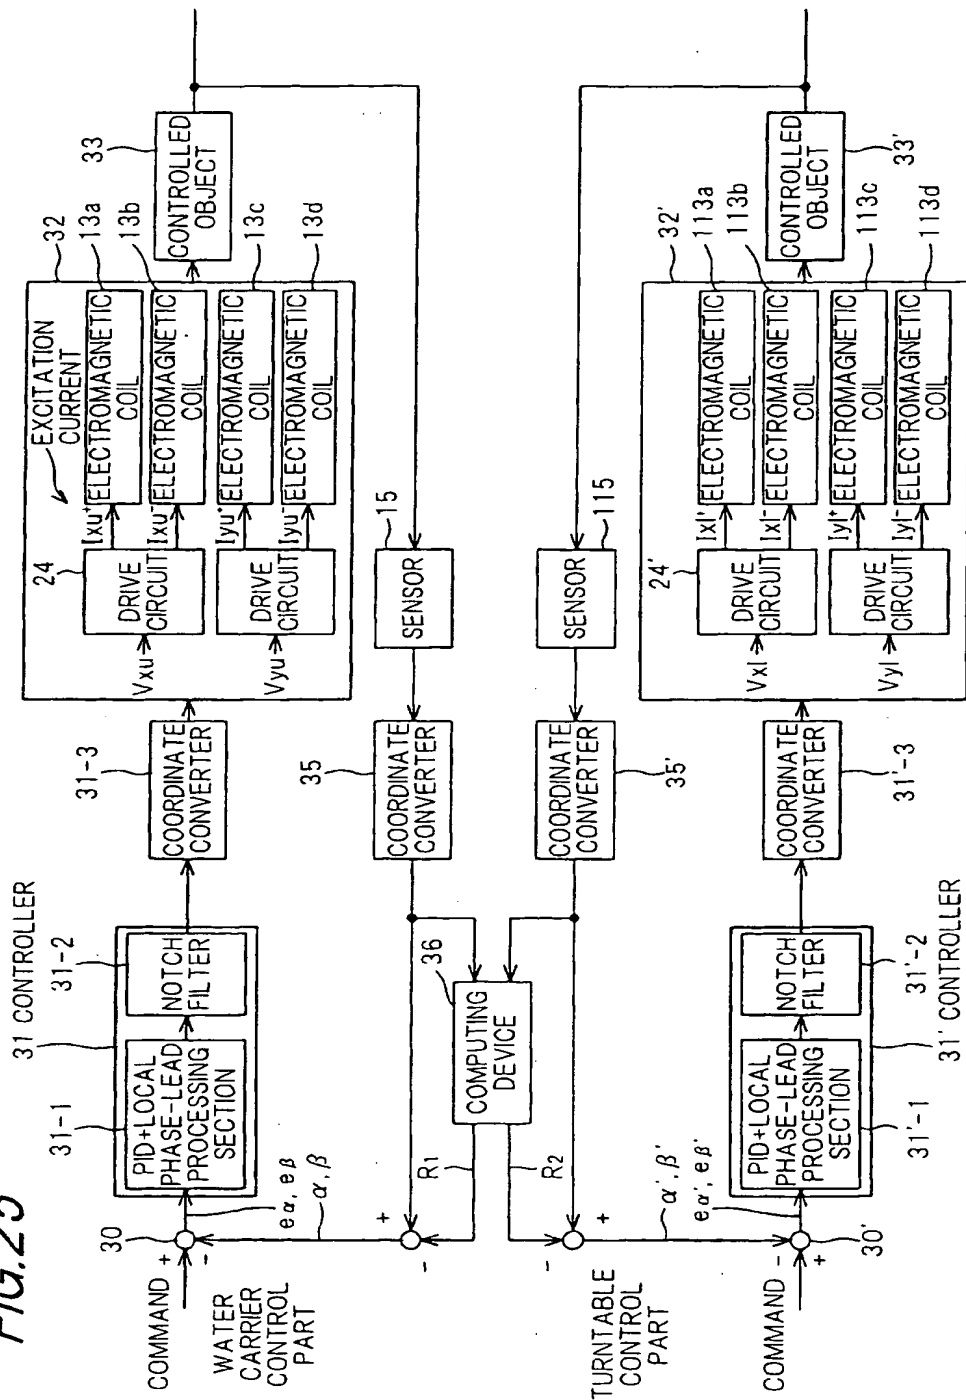 FIG.25
COMMAND
+
-
30
WATER
CARRIER
CONTROL
PART
eα, eβ
α, β
31 CONTROLLER
31-1
PID+LOCAL
PHASE-LEAD
PROCESSING
SECTION
31-2
NOTCH
FILTER
31-3
COORDINATE
CONVERTER
32
EXCITATION
CURRENT
24
Vxu
DRIVE
CIRCUIT
Ixu+
Ixu-
ELECTROMAGNETIC
COIL
13a
ELECTROMAGNETIC
COIL
13b
Vyu
DRIVE
CIRCUIT
Iyu+
Iyu-
ELECTROMAGNETIC
COIL
13c
ELECTROMAGNETIC
COIL
13d
33
CONTROLLED
OBJECT
15
SENSOR
35
COORDINATE
CONVERTER
+
-
R1
36
COMPUTING
DEVICE
R2
-
+
35'
COORDINATE
CONVERTER
115
SENSOR
TURNTABLE
CONTROL
PART
α', β'
eα', eβ'
COMMAND
-
+
30'
31' CONTROLLER
31'-1
PID+LOCAL
PHASE-LEAD
PROCESSING
SECTION
31'-2
NOTCH
FILTER
31'-3
COORDINATE
CONVERTER
32'
24'
Vxl
DRIVE
CIRCUIT
Ixl+
Ixl-
ELECTROMAGNETIC
COIL
113a
ELECTROMAGNETIC
COIL
113b
Vyl
DRIVE
CIRCUIT
Iyl+
Iyl-
ELECTROMAGNETIC
COIL
113c
ELECTROMAGNETIC
COIL
113d
33'
CONTROLLED
OBJECT